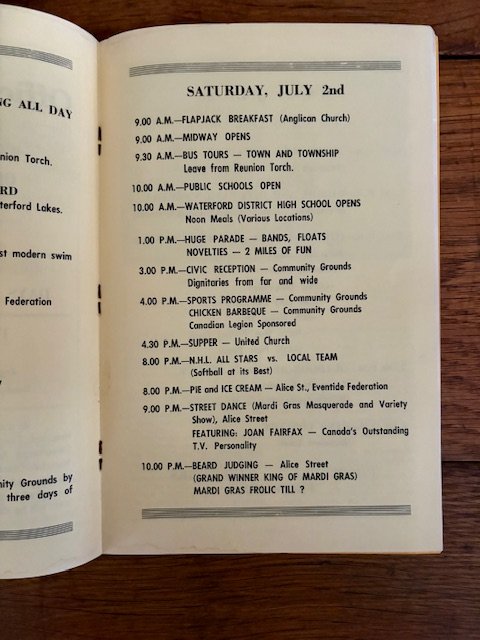 NG ALL DAY
nion Torch.
RD
terford Lakes.
st modern swim
Federation
nity Grounds by
three days of
SATURDAY, JULY 2nd
9.00 A.M.—FLAPJACK BREAKFAST (Anglican Church)
9.00 A.M.—MIDWAY OPENS
9.30 A.M.—BUS TOURS — TOWN AND TOWNSHIP
Leave from Reunion Torch.
10.00 A.M.—PUBLIC SCHOOLS OPEN
10.00 A.M.—WATERFORD DISTRICT HIGH SCHOOL OPENS
Noon Meals (Various Locations)
1.00 P.M.—HUGE PARADE — BANDS, FLOATS
NOVELTIES — 2 MILES OF FUN
3.00 P.M.—CIVIC RECEPTION — Community Grounds
Dignitaries from far and wide
4.00 P.M.—SPORTS PROGRAMME — Community Grounds
CHICKEN BARBEQUE — Community Grounds
Canadian Legion Sponsored
4.30 P.M.—SUPPER — United Church
8.00 P.M.—N.H.L. ALL STARS vs. LOCAL TEAM
(Softball at its Best)
8.00 P.M.—PIE and ICE CREAM — Alice St., Eventide Federation
9.00 P.M.—STREET DANCE (Mardi Gras Masquerade and Variety
Show), Alice Street
FEATURING: JOAN FAIRFAX — Canada's Outstanding
T.V. Personality
10.00 P.M.—BEARD JUDGING — Alice Street
(GRAND WINNER KING OF MARDI GRAS)
MARDI GRAS FROLIC TILL ?